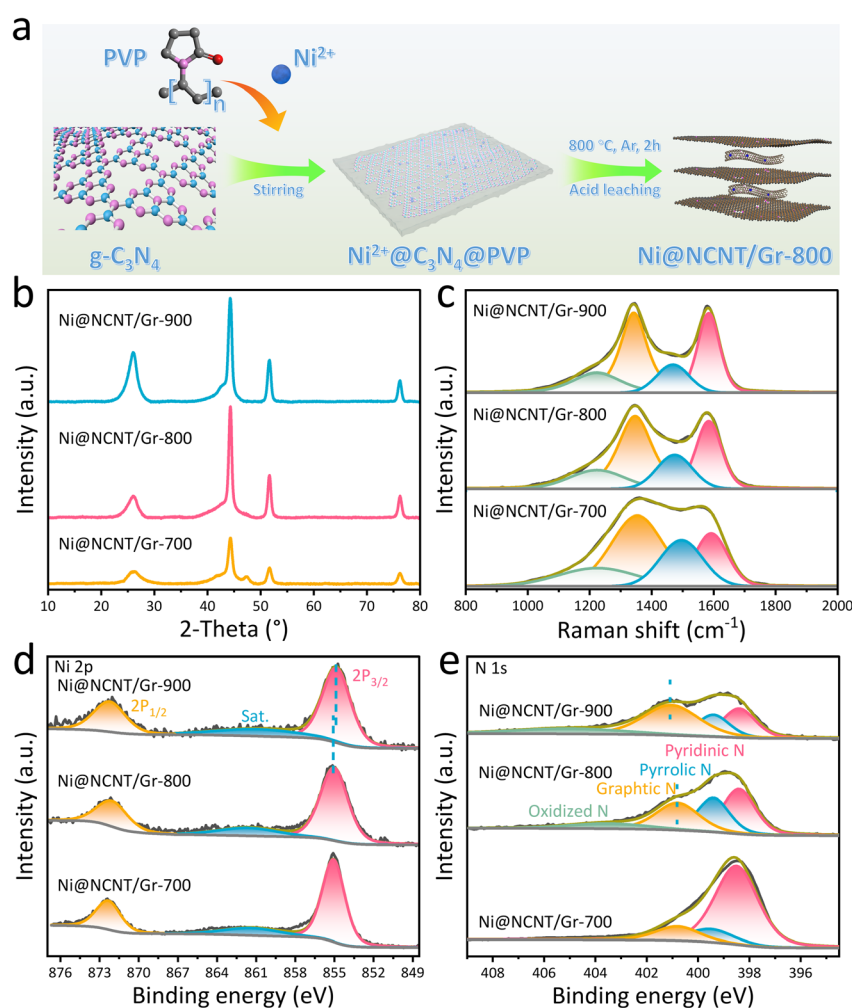 a
PVP
Ni²⁺
n
800 °C, Ar, 2h
Stirring
Acid leaching
g-C₃N₄
Ni²⁺@C₃N₄@PVP
Ni@NCNT/Gr-800
b
Ni@NCNT/Gr-900
Ni@NCNT/Gr-800
Ni@NCNT/Gr-700
Intensity (a.u.)
10 20 30 40 50 60 70 80
2-Theta (°)
c
Ni@NCNT/Gr-900
Ni@NCNT/Gr-800
Ni@NCNT/Gr-700
Intensity (a.u.)
800 1000 1200 1400 1600 1800 2000
Raman shift (cm⁻¹)
d
Ni 2p
Ni@NCNT/Gr-900
2P₁/₂
Sat.
2P₃/₂
Ni@NCNT/Gr-800
Ni@NCNT/Gr-700
Intensity (a.u.)
876 873 870 867 864 861 858 855 852 849
Binding energy (eV)
e
N 1s
Ni@NCNT/Gr-900
Pyridinic N
Ni@NCNT/Gr-800
Pyrrolic N
Graphtic N
Oxidized N
Ni@NCNT/Gr-700
Intensity (a.u.)
408 406 404 402 400 398 396
Binding energy (eV)